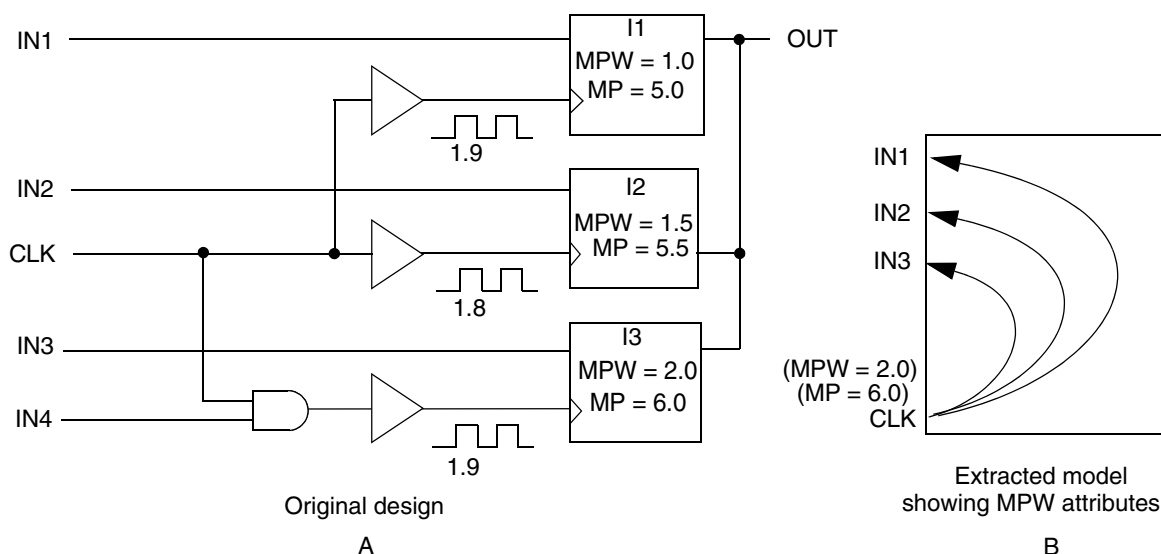 IN1
I1
MPW = 1.0
MP = 5.0
OUT
1.9
IN2
I2
MPW = 1.5
MP = 5.5
CLK
1.8
IN3
I3
MPW = 2.0
MP = 6.0
IN4
1.9
Original design
A
IN1
IN2
IN3
(MPW = 2.0)
(MP = 6.0)
CLK
Extracted model
showing MPW attributes
B